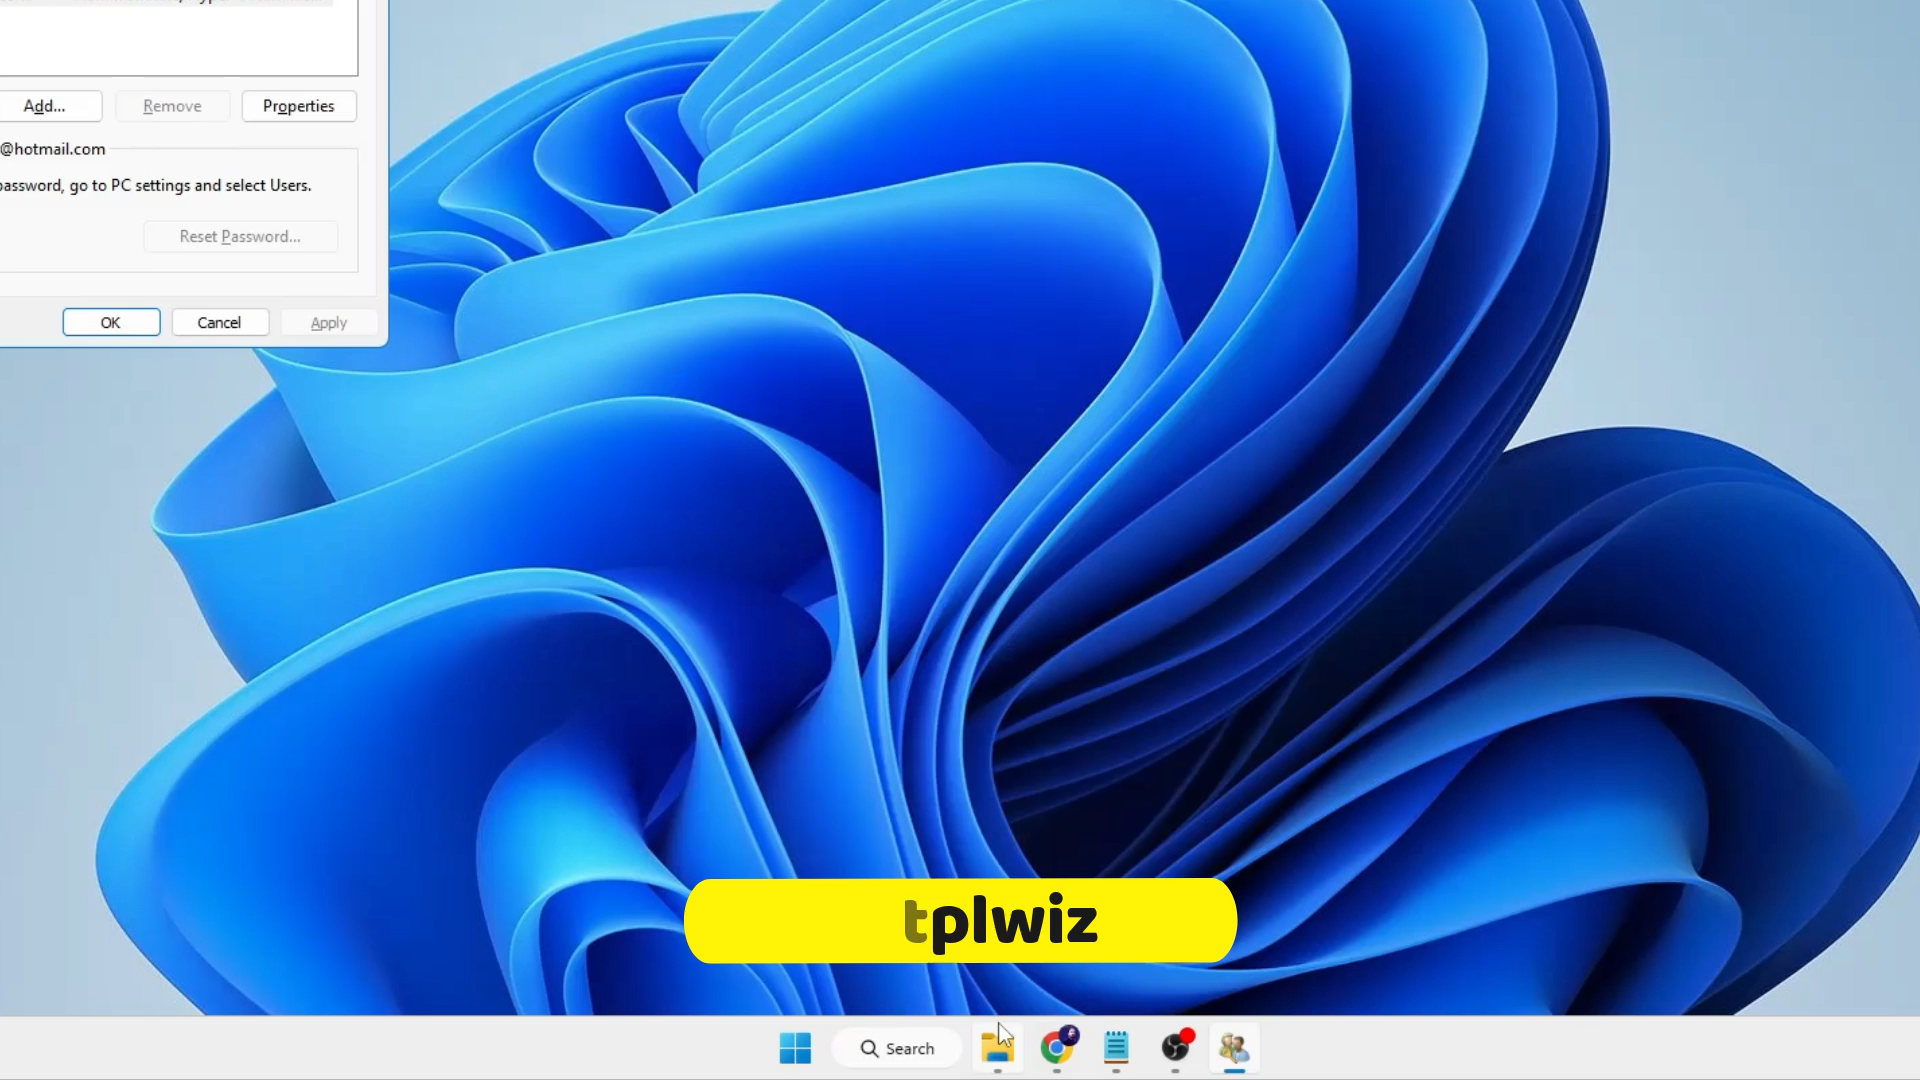 Add...
Remove
Properties
@hotmail.com
password, go to PC settings and select Users.
Reset Password...
OK
Cancel
Apply
tplwiz
Search